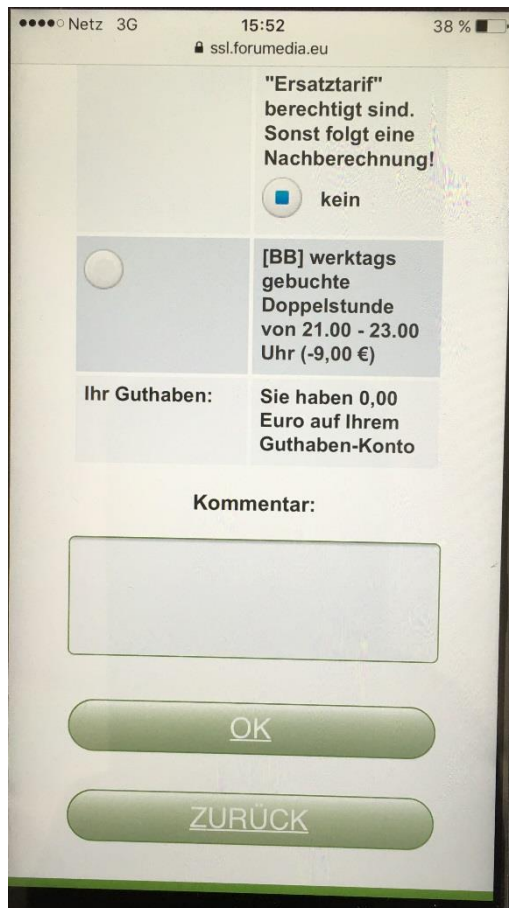 Netz 3G 15:52 38 %
ssl.forumedia.eu
"Ersatztarif"
berechtigt sind.
Sonst folgt eine
Nachberechnung!
kein
[BB] werktags
gebuchte
Doppelstunde
von 21.00 - 23.00
Uhr (-9,00 €)
Ihr Guthaben:
Sie haben 0,00
Euro auf Ihrem
Guthaben-Konto
Kommentar:
OK
ZURÜCK